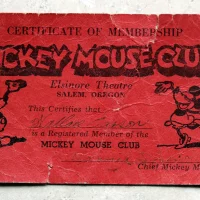 CERTIFICATE OF MEMBERSHIP
MICKEY MOUSE CLUB
Elsinore Theatre
SALEM, OREGON
This Certifies that
is a Registered Member of the
MICKEY MOUSE CLUB
Chief Mickey M